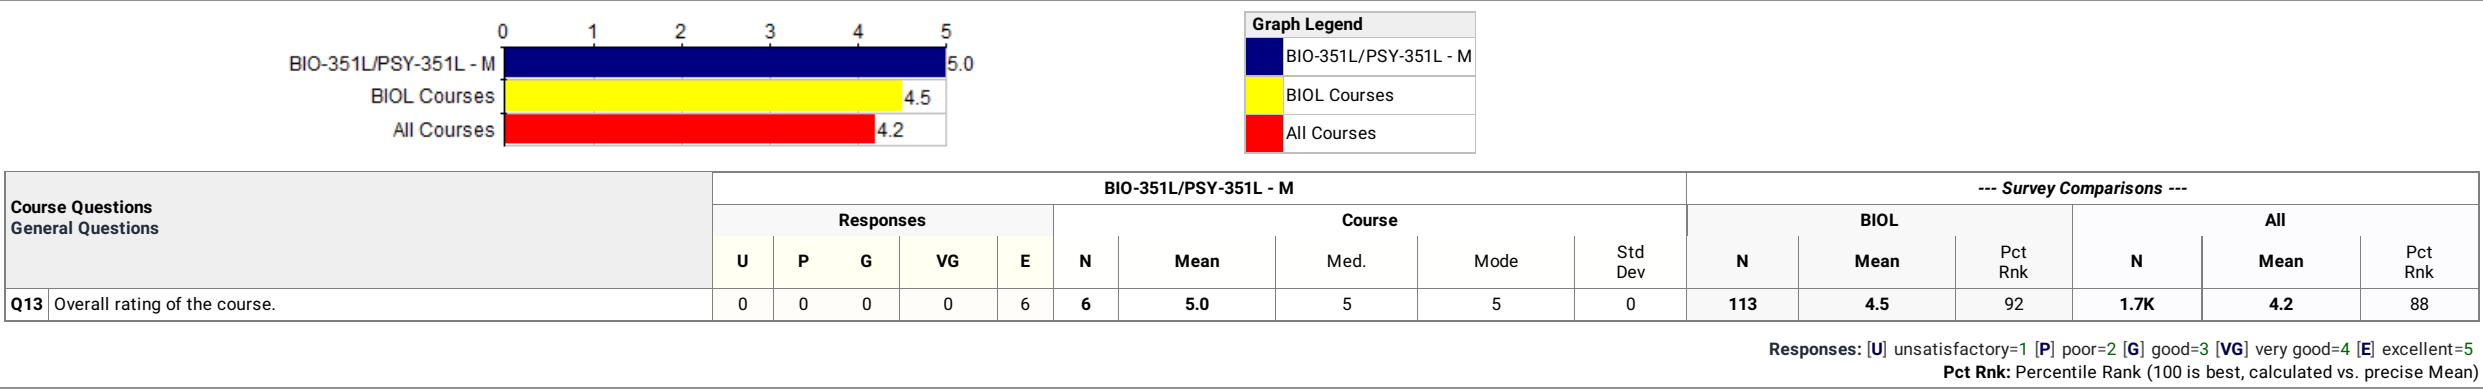 0 1 2 3 4 5
BIO-351L/PSY-351L - M 5.0
BIOL Courses 4.5
All Courses 4.2
Graph Legend
BIO-351L/PSY-351L - M
BIOL Courses
All Courses
Course Questions
General Questions
BIO-351L/PSY-351L - M --- Survey Comparisons ---
Responses Course BIOL All
U P G VG E N Mean Med. Mode Std Dev N Mean Pct Rnk N Mean Pct Rnk
Q13 Overall rating of the course. 0 0 0 0 6 6 5.0 5 5 0 113 4.5 92 1.7K 4.2 88
Responses: [U] unsatisfactory=1 [P] poor=2 [G] good=3 [VG] very good=4 [E] excellent=5
Pct Rnk: Percentile Rank (100 is best, calculated vs. precise Mean)